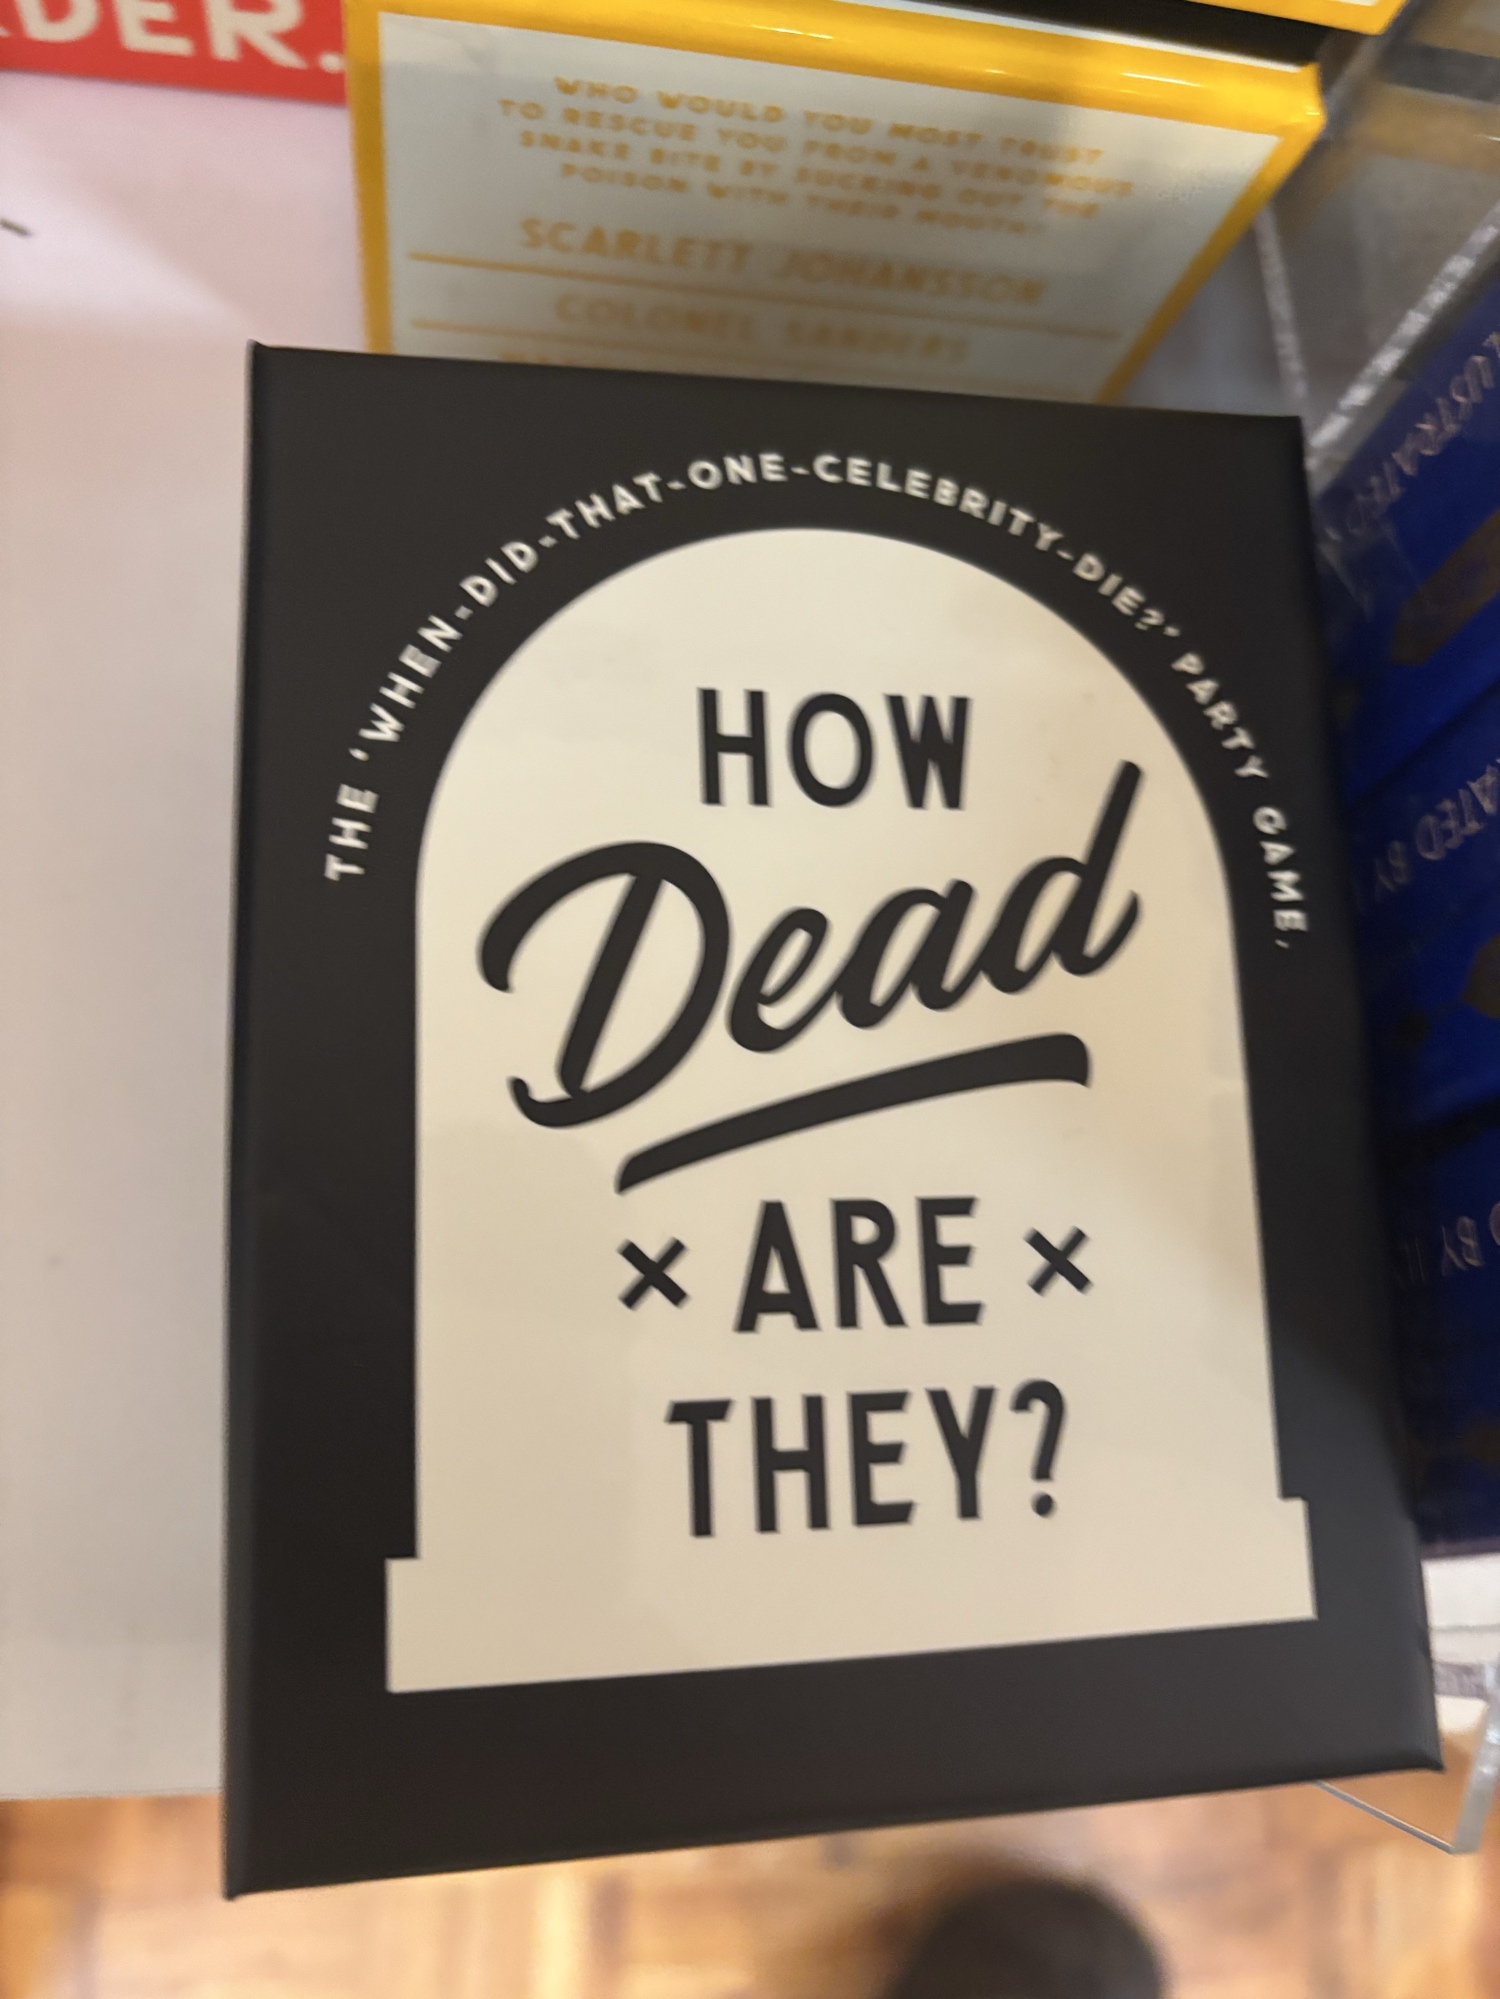 DER.
WHO WOULD YOU MOST TRUST
TO RESCUE YOU FROM A VENOMOUS
SNAKE BITE BY SUCKING OUT THE
POISON WITH THEIR MOUTH?
SCARLETT JOHANSSON
COLONEL SANDERS
THE 'WHEN-DID-THAT-ONE-CELEBRITY-DIE?' PARTY GAME.
HOW
Dead
× ARE ×
THEY?